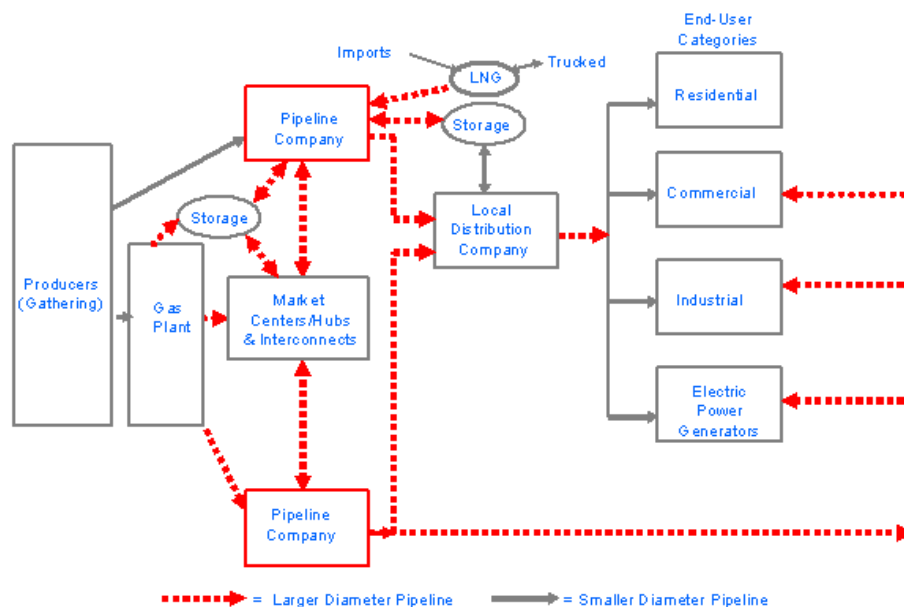 End-User
Categories
Imports
LNG
Trucked
Residential
Pipeline
Company
Storage
Commercial
Storage
Local
Distribution
Company
Producers
(Gathering)
Gas
Plant
Market
Centers/Hubs
& Interconnects
Industrial
Electric
Power
Generators
Pipeline
Company
= Larger Diameter Pipeline
= Smaller Diameter Pipeline